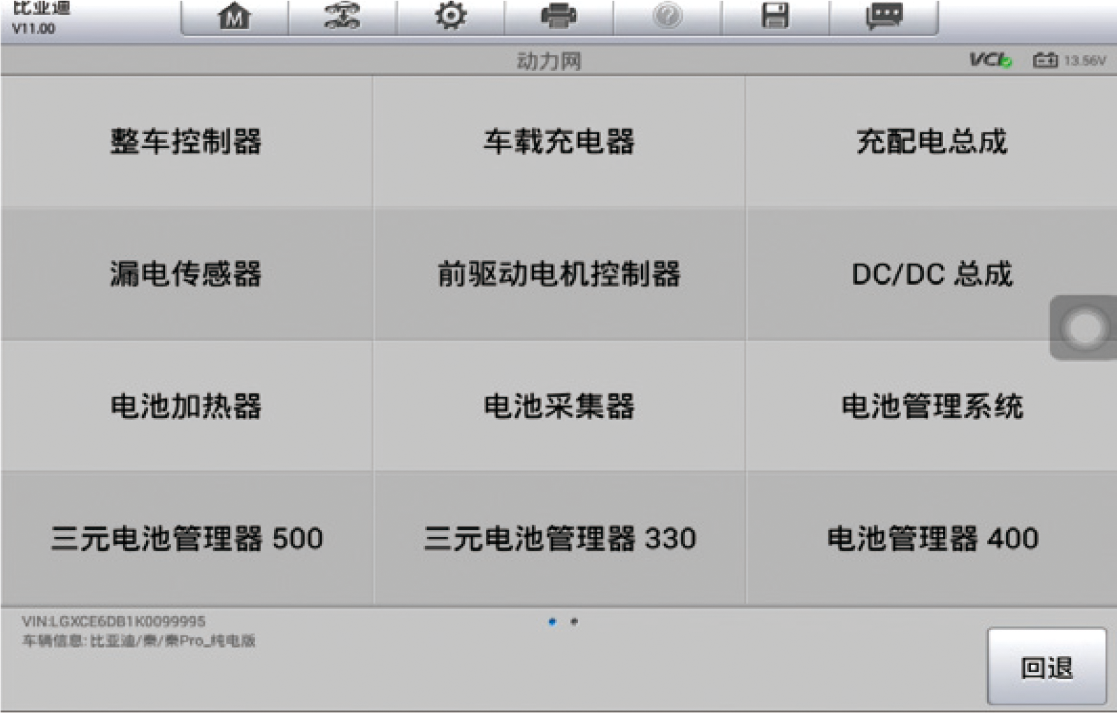 比亚迪
V11.00
M
动力网
VCI
13.56V
整车控制器
车载充电器
充配电总成
漏电传感器
前驱动电机控制器
DC/DC 总成
电池加热器
电池采集器
电池管理系统
三元电池管理器 500
三元电池管理器 330
电池管理器 400
VIN:LGXCE6DB1K0099995
车辆信息:比亚迪/秦/秦Pro_纯电版
回退